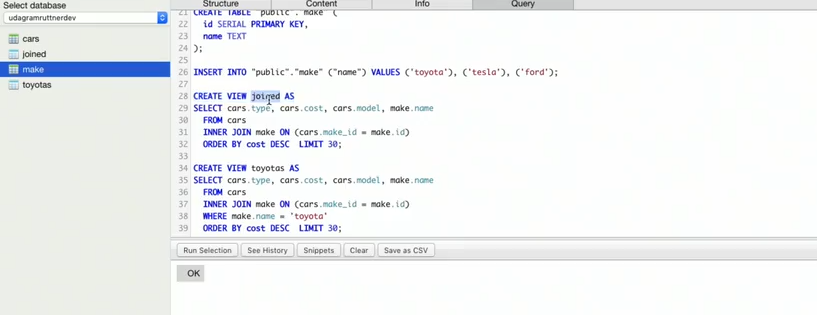 Select database
udagramruttnerdev
cars
joined
make
toyotas
Structure Content Info Query
21 CREATE TABLE "public"."make" (
22 id SERIAL PRIMARY KEY,
23 name TEXT
24 );
25
26 INSERT INTO "public"."make" ("name") VALUES ('toyota'), ('tesla'), ('ford');
27
28 CREATE VIEW joined AS
29 SELECT cars.type, cars.cost, cars.model, make.name
30 FROM cars
31 INNER JOIN make ON (cars.make_id = make.id)
32 ORDER BY cost DESC LIMIT 30;
33
34 CREATE VIEW toyotas AS
35 SELECT cars.type, cars.cost, cars.model, make.name
36 FROM cars
37 INNER JOIN make ON (cars.make_id = make.id)
38 WHERE make.name = 'toyota'
39 ORDER BY cost DESC LIMIT 30;
Run Selection See History Snippets Clear Save as CSV
OK